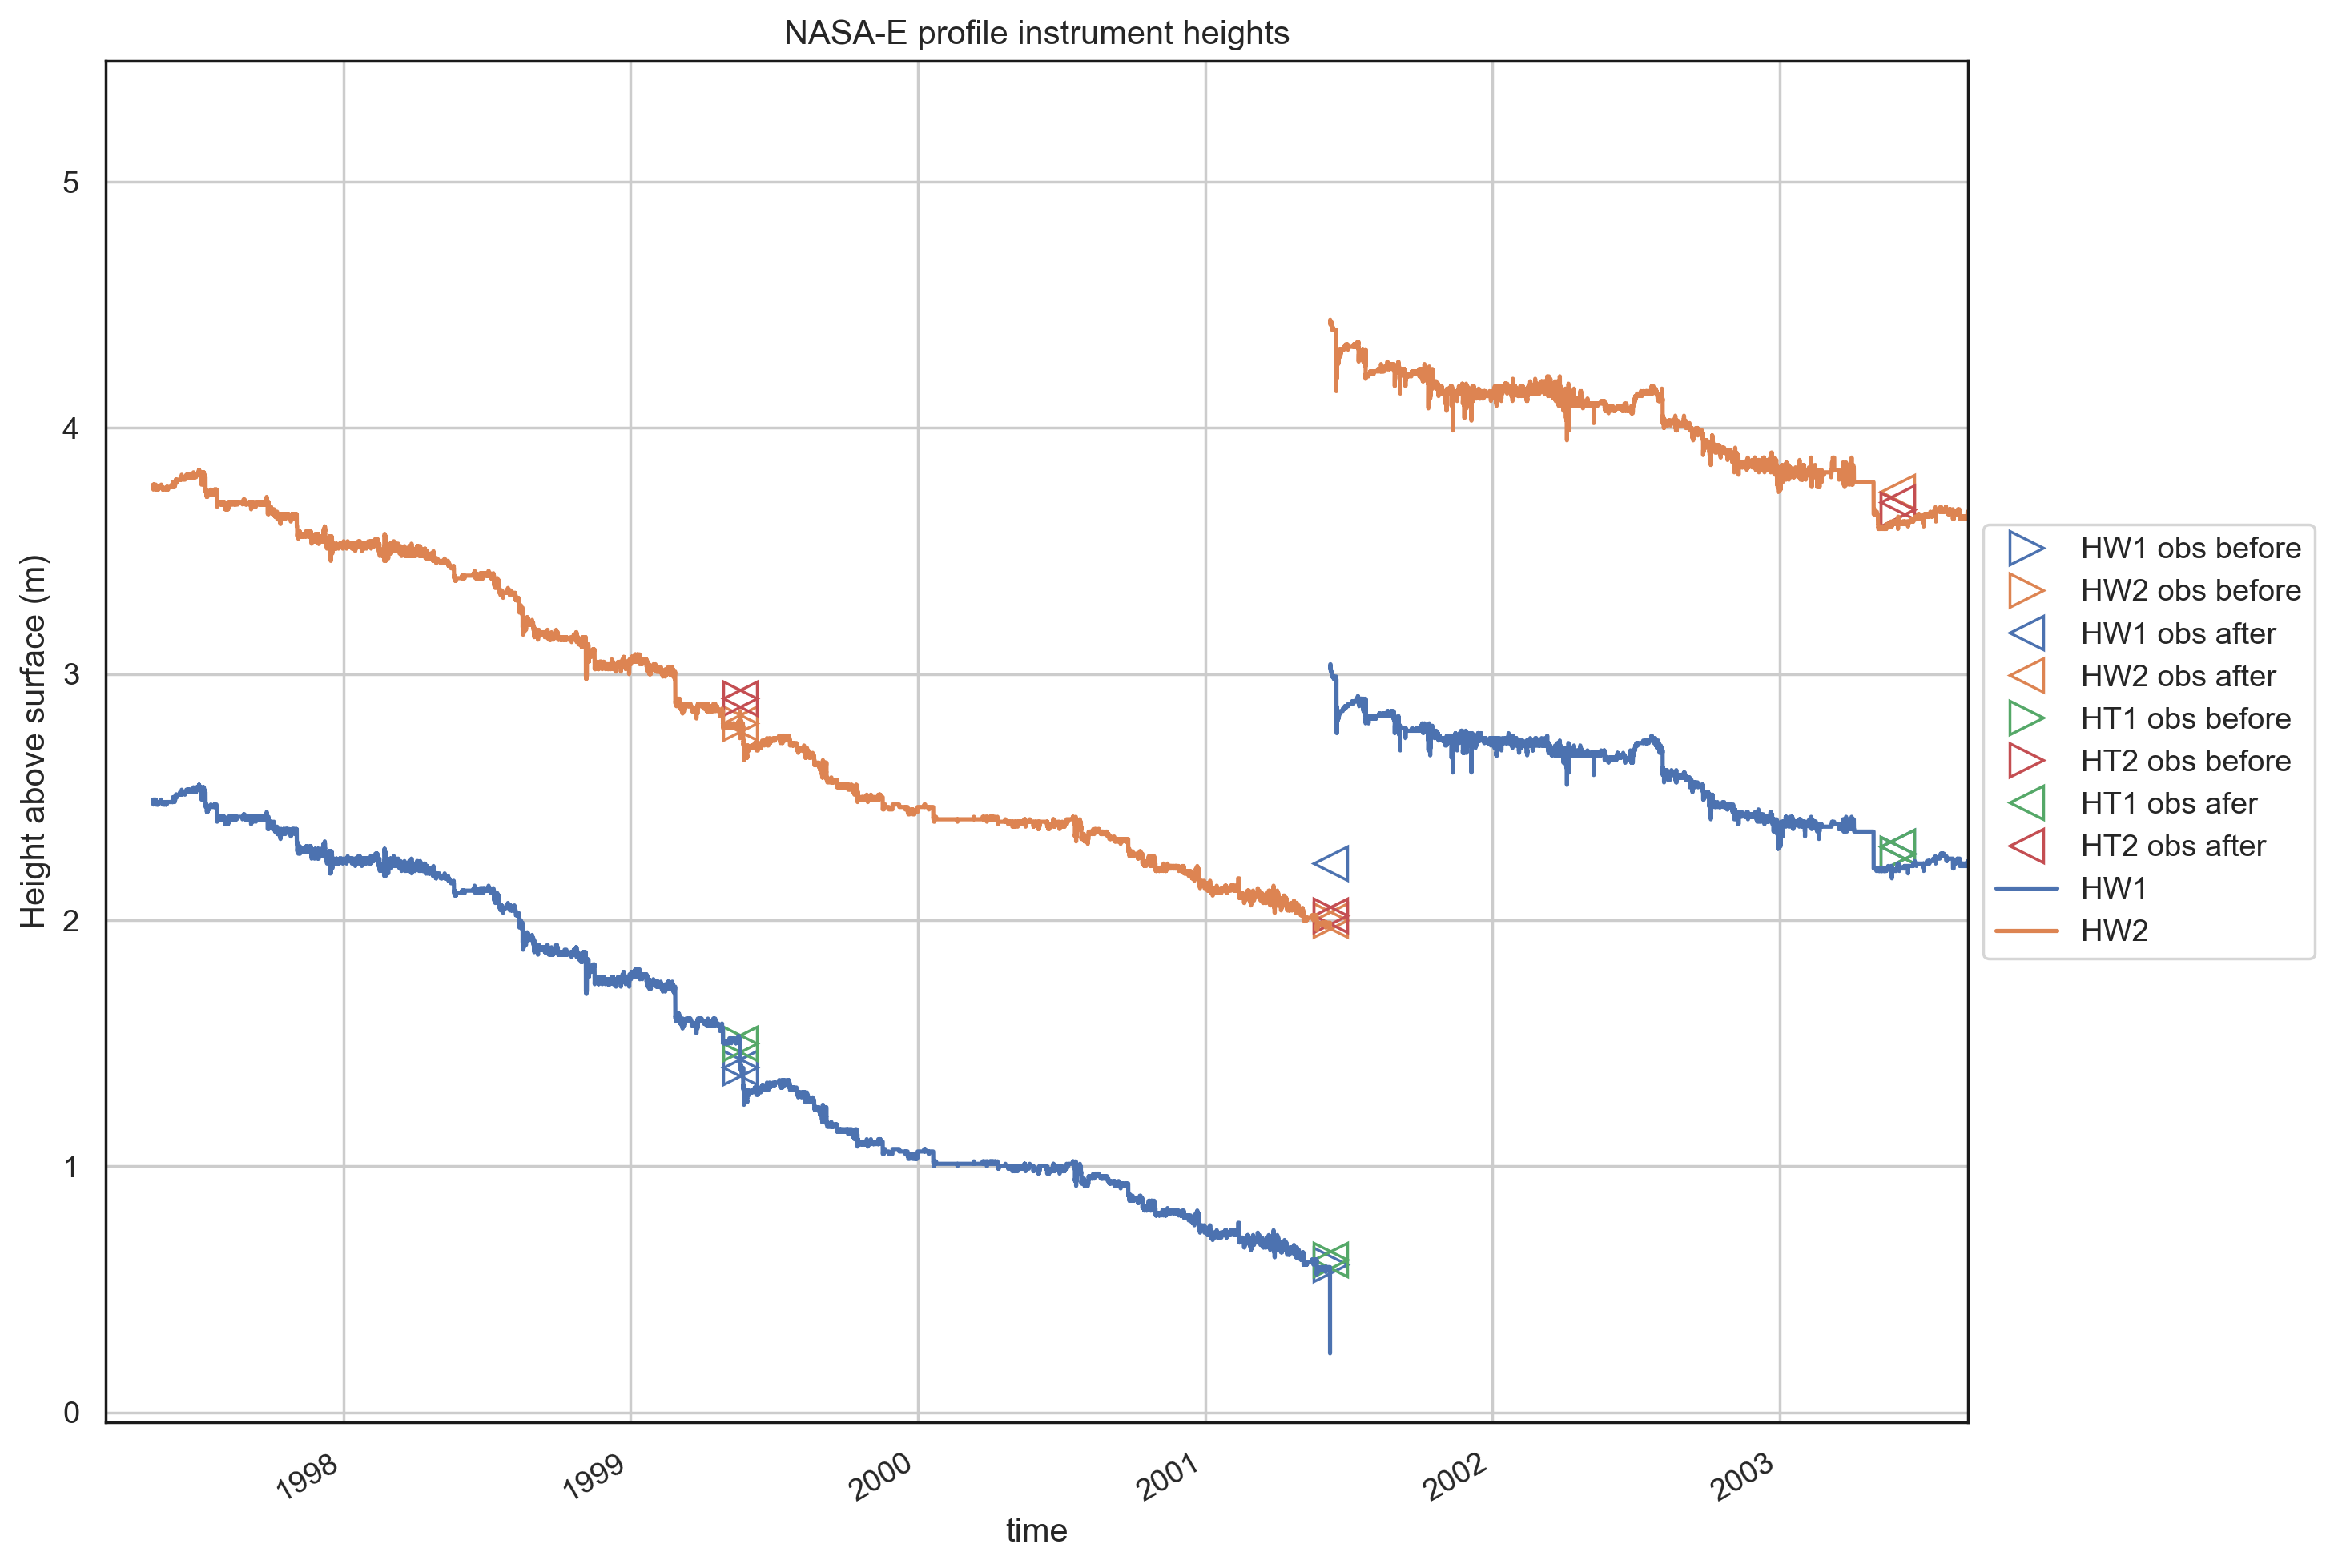 NASA-E profile instrument heights
Height above surface (m)
5
4
3
2
1
0
1998
1999
2000
2001
2002
2003
time
HW1 obs before
HW2 obs before
HW1 obs after
HW2 obs after
HT1 obs before
HT2 obs before
HT1 obs afer
HT2 obs after
HW1
HW2